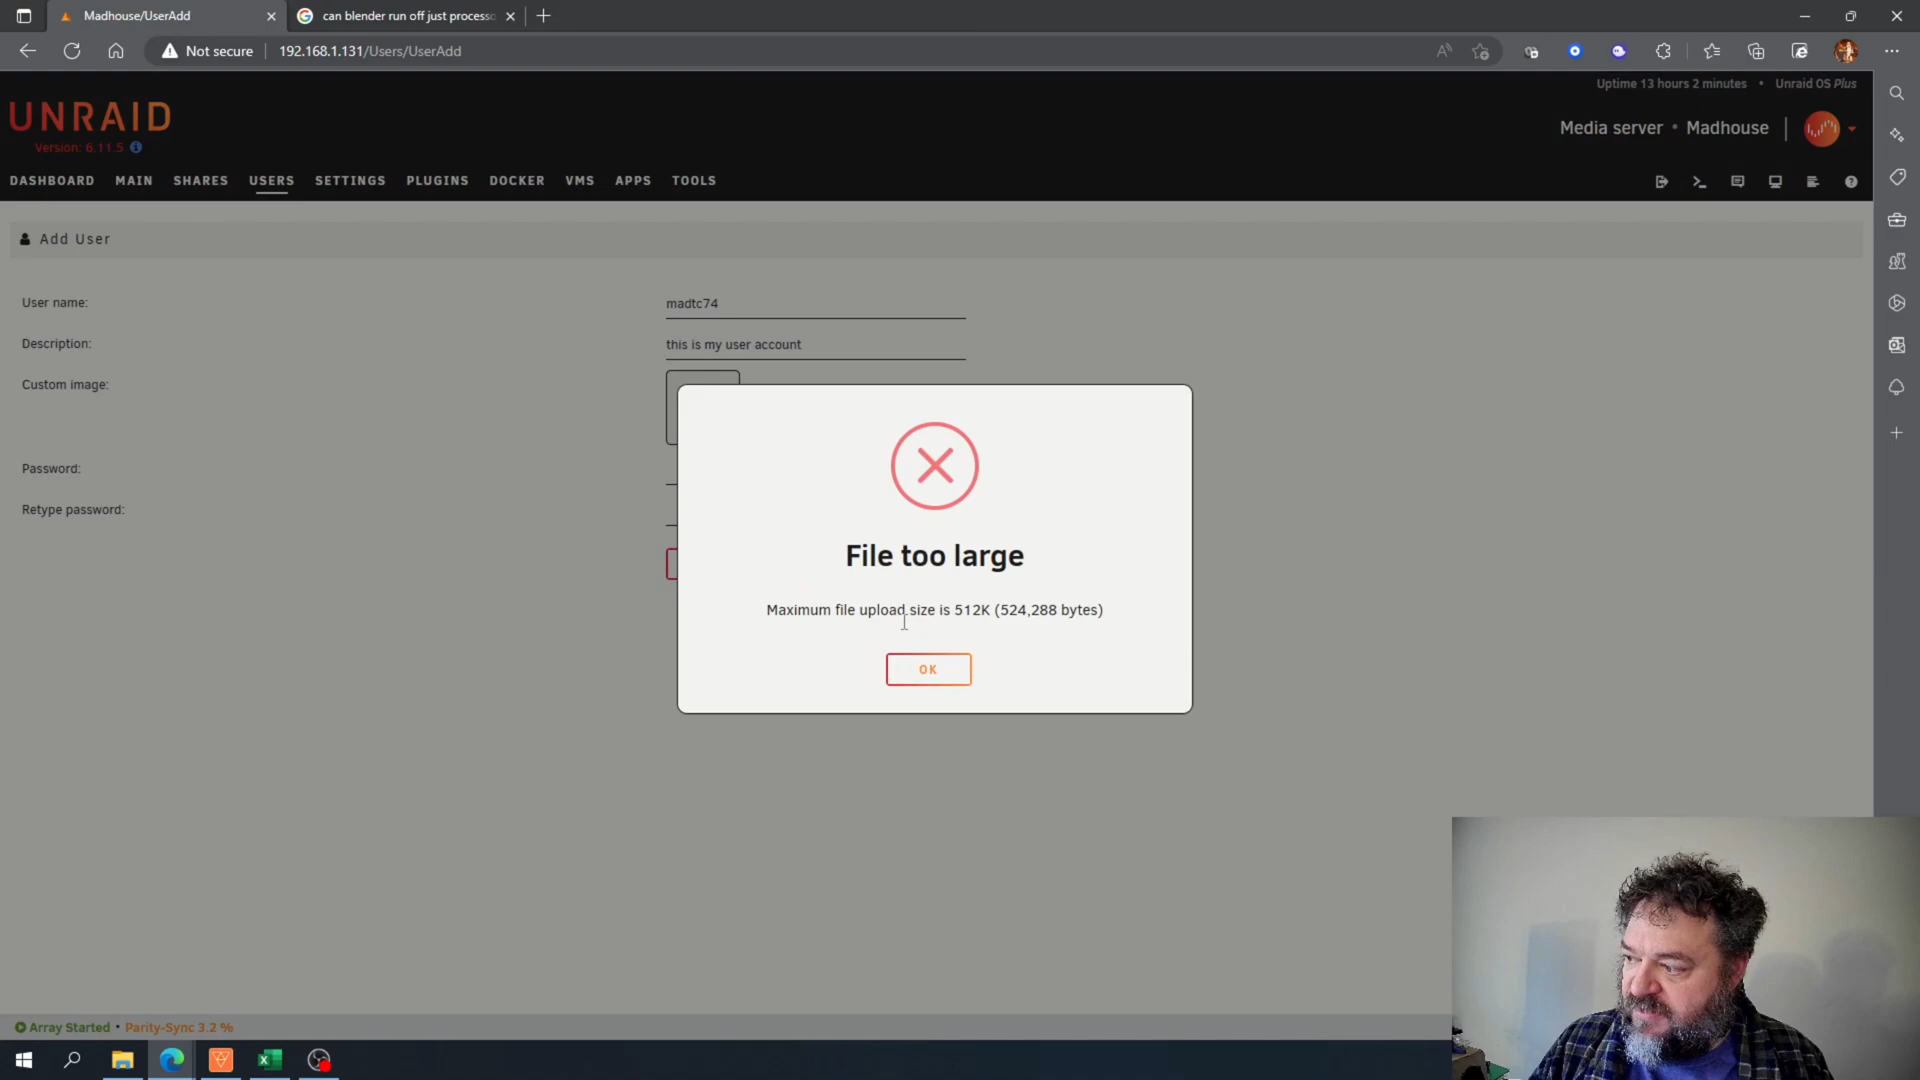 Madhouse/UserAdd
can blender run off just processo
Not secure
192.168.1.131/Users/UserAdd
Uptime 13 hours 2 minutes • Unraid OS Plus
UNRAID
Version: 6.11.5
Media server • Madhouse
DASHBOARD MAIN SHARES USERS SETTINGS PLUGINS DOCKER VMS APPS TOOLS
Add User
User name:
madtc74
Description:
this is my user account
Custom image:
Password:
Retype password:
File too large
Maximum file upload size is 512K (524,288 bytes)
OK
Array Started • Parity-Sync 3.2 %